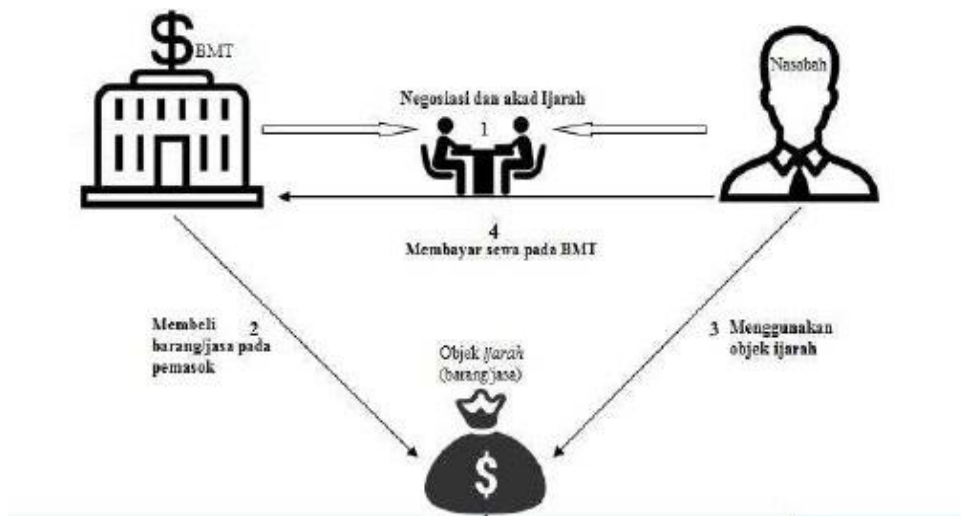 BMT
Nasabah
Negosiasi dan akad Ijarah
1
4
Membayar sewa pada BMT
Membeli 2
barang/jasa pada
pemasok
3 Menggunakan
objek ijarah
Objek ijarah
(barang/jasa)
$